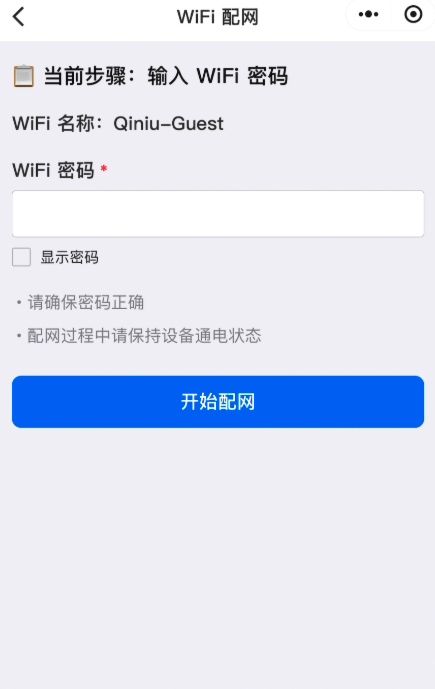 WiFi 配网
当前步骤：输入 WiFi 密码
WiFi 名称：Qiniu-Guest
WiFi 密码 *
显示密码
・请确保密码正确
・配网过程中请保持设备通电状态
开始配网